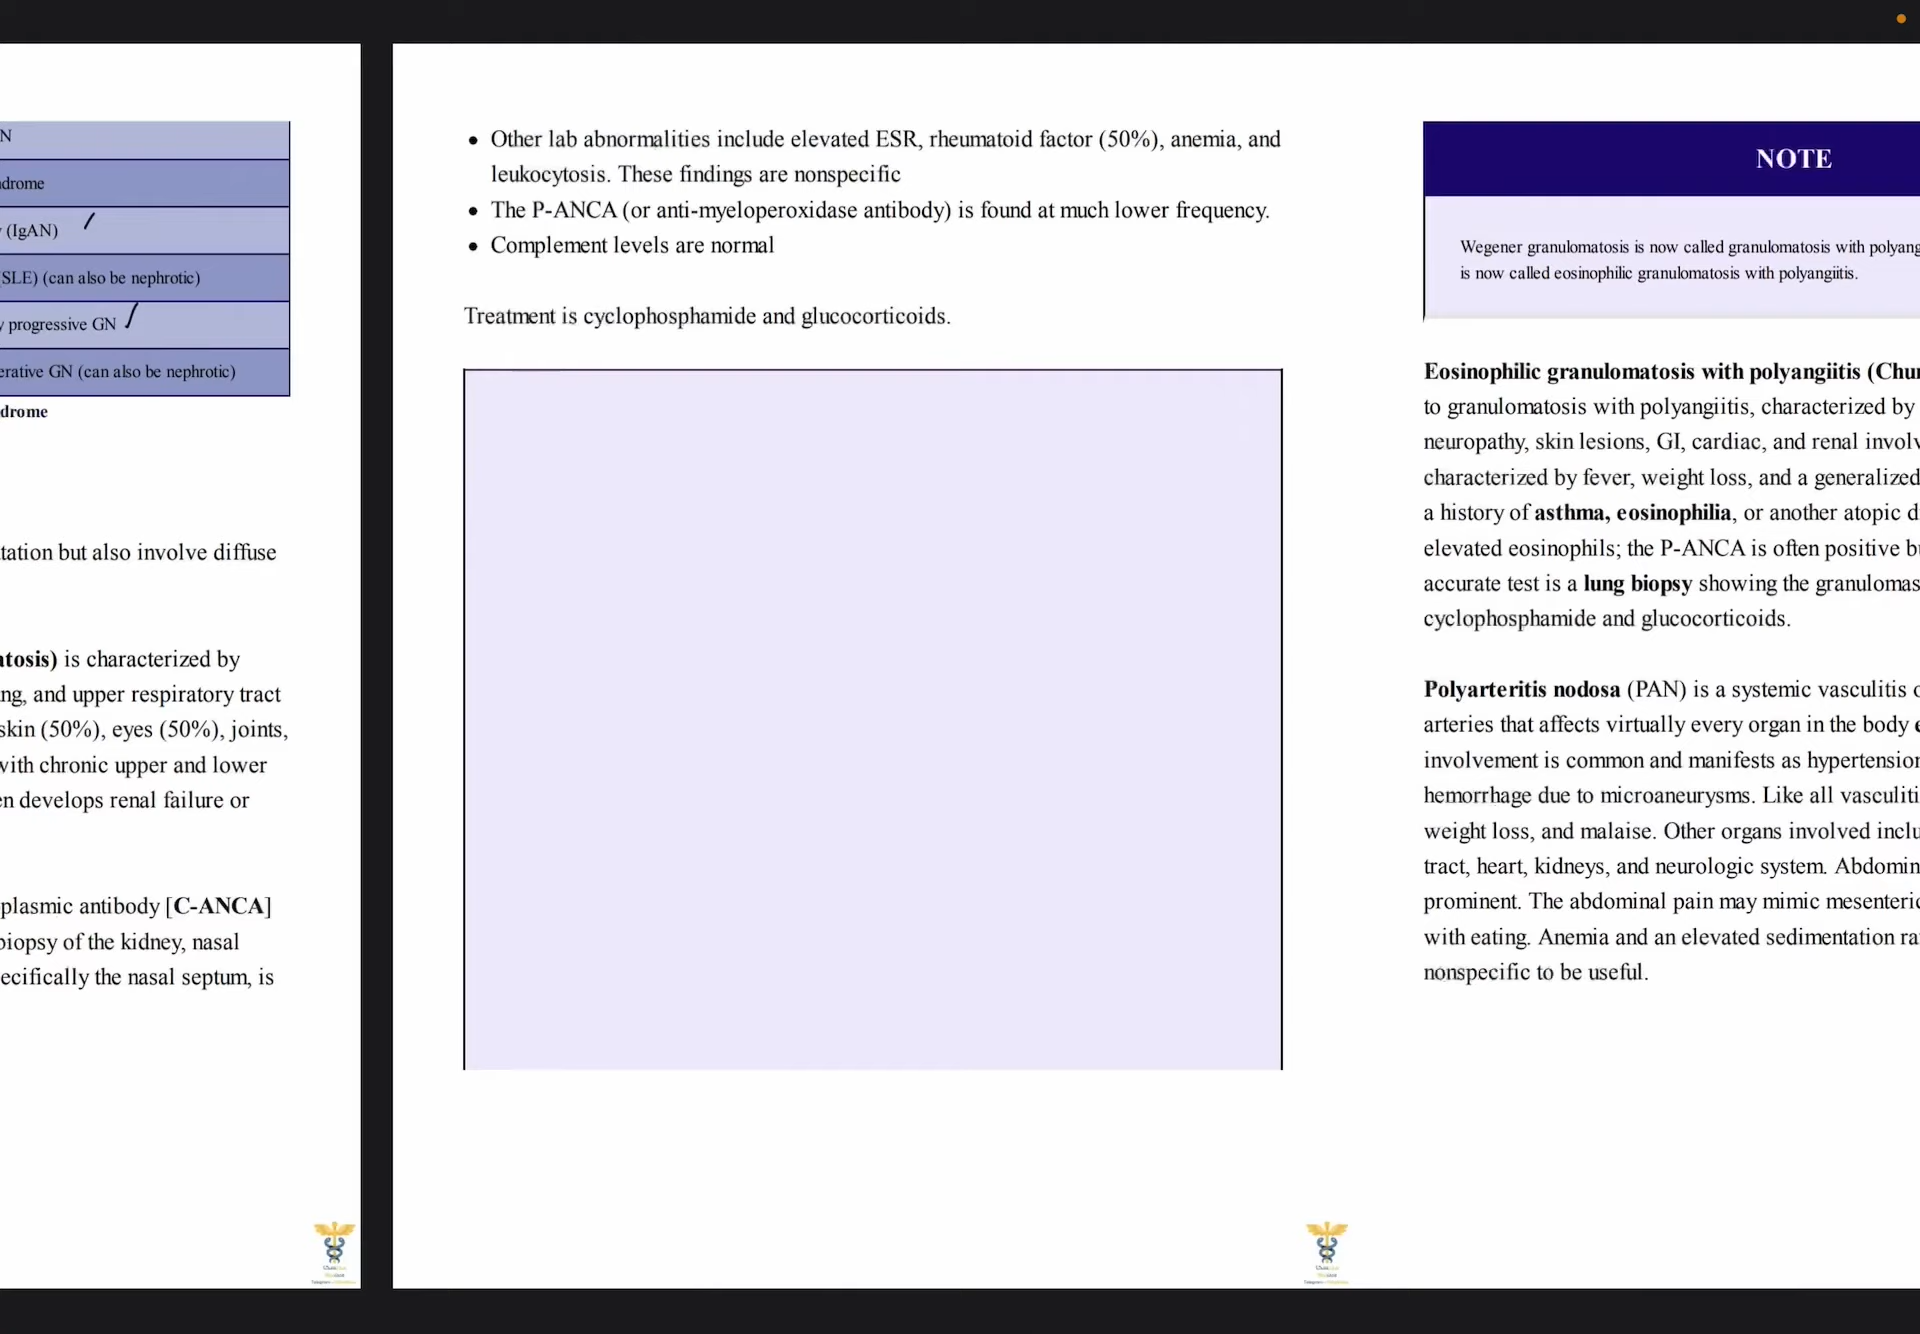 N
drome
(IgAN)
SLE) (can also be nephrotic)
progressive GN
erative GN (can also be nephrotic)
drome
tation but also involve diffuse
atosis) is characterized by
ng, and upper respiratory tract
skin (50%), eyes (50%), joints,
with chronic upper and lower
en develops renal failure or
plasmic antibody [C-ANCA]
biopsy of the kidney, nasal
ecifically the nasal septum, is
• Other lab abnormalities include elevated ESR, rheumatoid factor (50%), anemia, and
leukocytosis. These findings are nonspecific
• The P-ANCA (or anti-myeloperoxidase antibody) is found at much lower frequency.
• Complement levels are normal
Treatment is cyclophosphamide and glucocorticoids.
NOTE
Wegener granulomatosis is now called granulomatosis with polyang
is now called eosinophilic granulomatosis with polyangiitis.
Eosinophilic granulomatosis with polyangiitis (Chu
to granulomatosis with polyangiitis, characterized by
neuropathy, skin lesions, GI, cardiac, and renal involv
characterized by fever, weight loss, and a generalized
a history of asthma, eosinophilia, or another atopic d
elevated eosinophils; the P-ANCA is often positive bu
accurate test is a lung biopsy showing the granulomas
cyclophosphamide and glucocorticoids.
Polyarteritis nodosa (PAN) is a systemic vasculitis o
arteries that affects virtually every organ in the body e
involvement is common and manifests as hypertension
hemorrhage due to microaneurysms. Like all vasculiti
weight loss, and malaise. Other organs involved inclu
tract, heart, kidneys, and neurologic system. Abdomin
prominent. The abdominal pain may mimic mesenteric
with eating. Anemia and an elevated sedimentation ra
nonspecific to be useful.